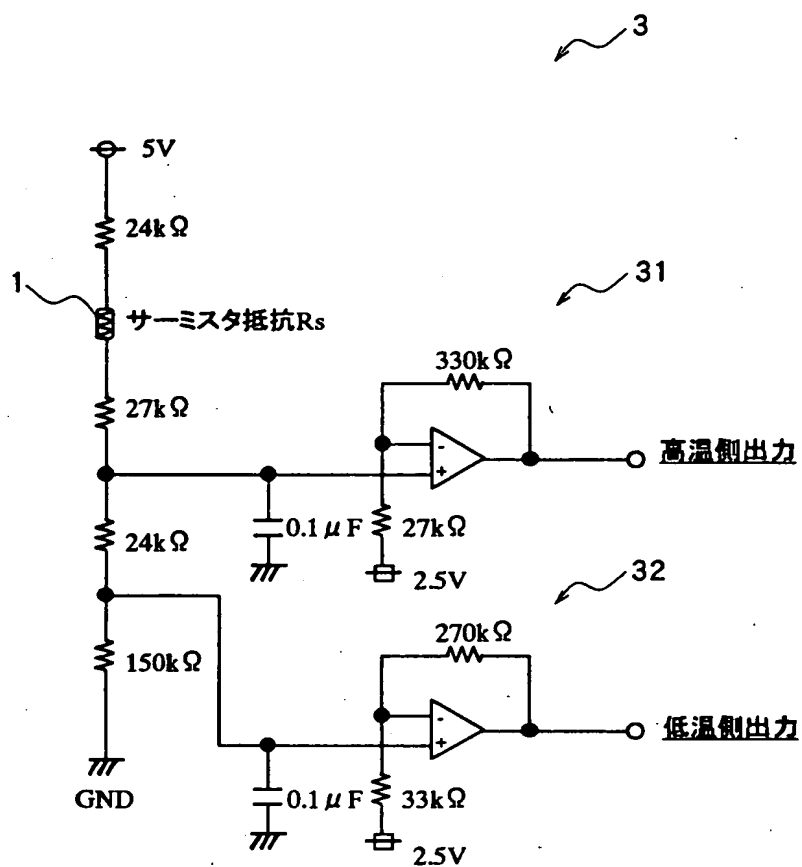 3
5V
24kΩ
31
1
サーミスタ抵抗Rs
330kΩ
27kΩ
-
+
高温側出力
24kΩ
0.1μF
27kΩ
2.5V
32
150kΩ
270kΩ
-
+
低温側出力
GND
0.1μF
33kΩ
2.5V